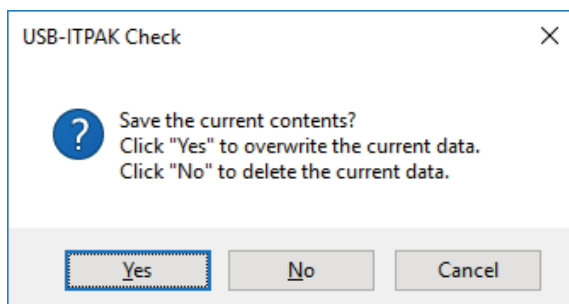 USB-ITPAK Check
Save the current contents?
Click "Yes" to overwrite the current data.
Click "No" to delete the current data.
Yes No Cancel